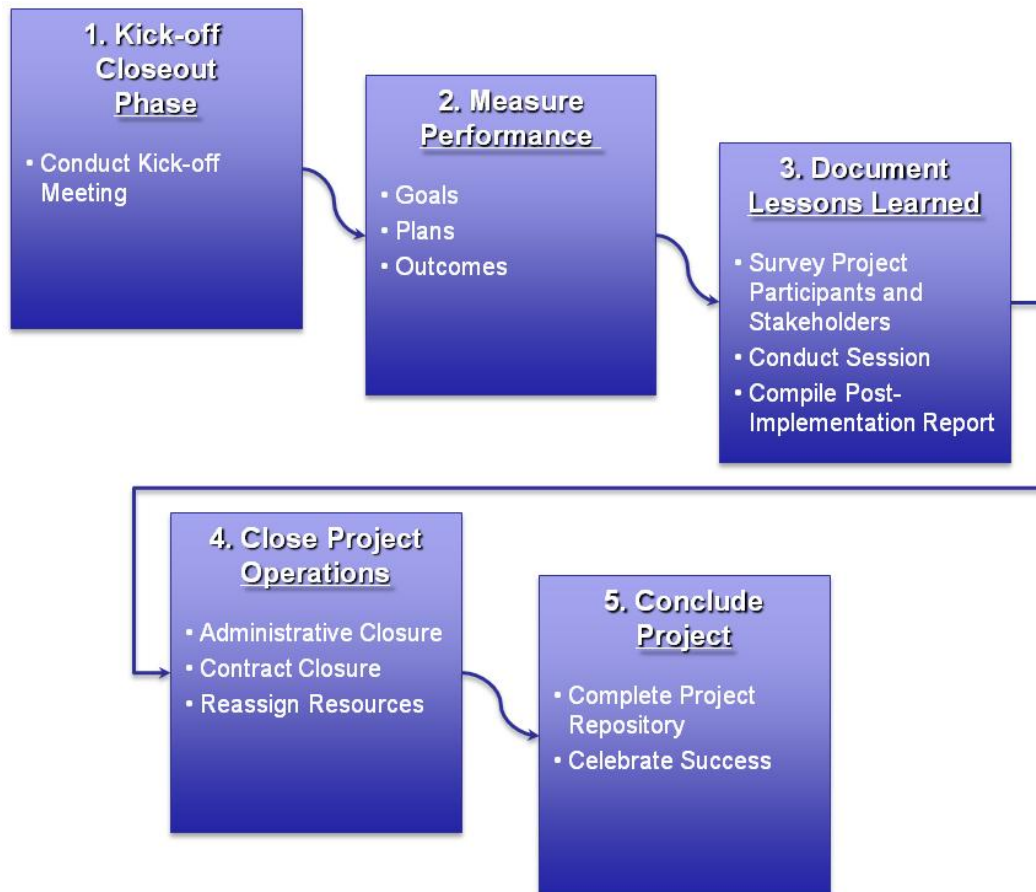 1. Kick-off
Closeout
Phase
▪ Conduct Kick-off
Meeting
2. Measure
Performance
▪ Goals
▪ Plans
▪ Outcomes
3. Document
Lessons Learned
▪ Survey Project
Participants and
Stakeholders
▪ Conduct Session
▪ Compile Post-
Implementation Report
4. Close Project
Operations
▪ Administrative Closure
▪ Contract Closure
▪ Reassign Resources
5. Conclude
Project
▪ Complete Project
Repository
▪ Celebrate Success